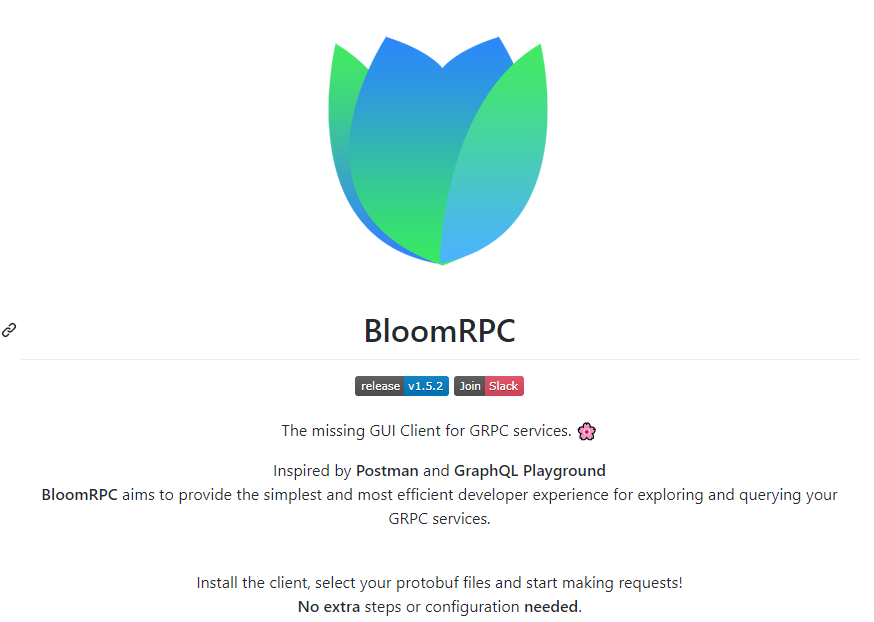 BloomRPC
release v1.5.2 Join Slack
The missing GUI Client for GRPC services. 🌸
Inspired by Postman and GraphQL Playground
BloomRPC aims to provide the simplest and most efficient developer experience for exploring and querying your
GRPC services.
Install the client, select your protobuf files and start making requests!
No extra steps or configuration needed.